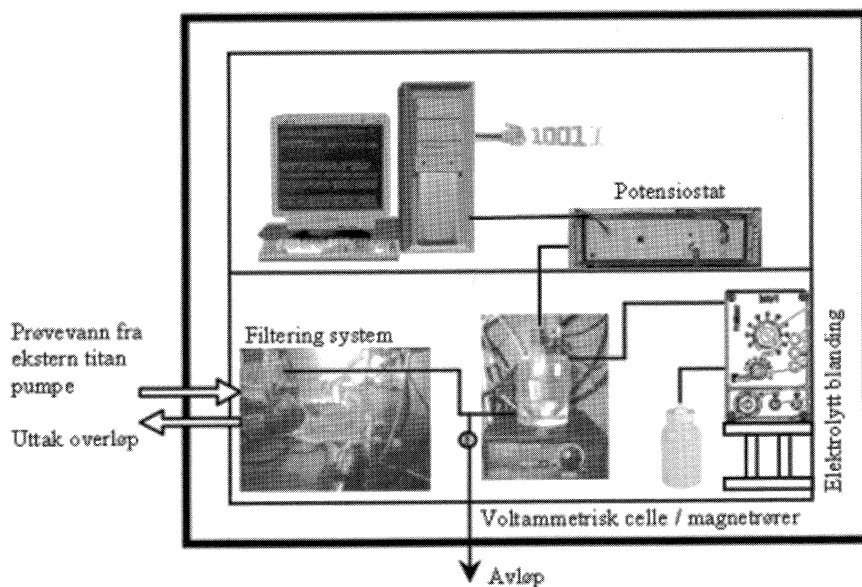 1001
Potensiostat
Prøvevann fra
ekstern titan
pumpe
Uttak overløp
Filtering system
Elektrolytt blanding
Voltammetrisk celle / magnetrører
Avløp